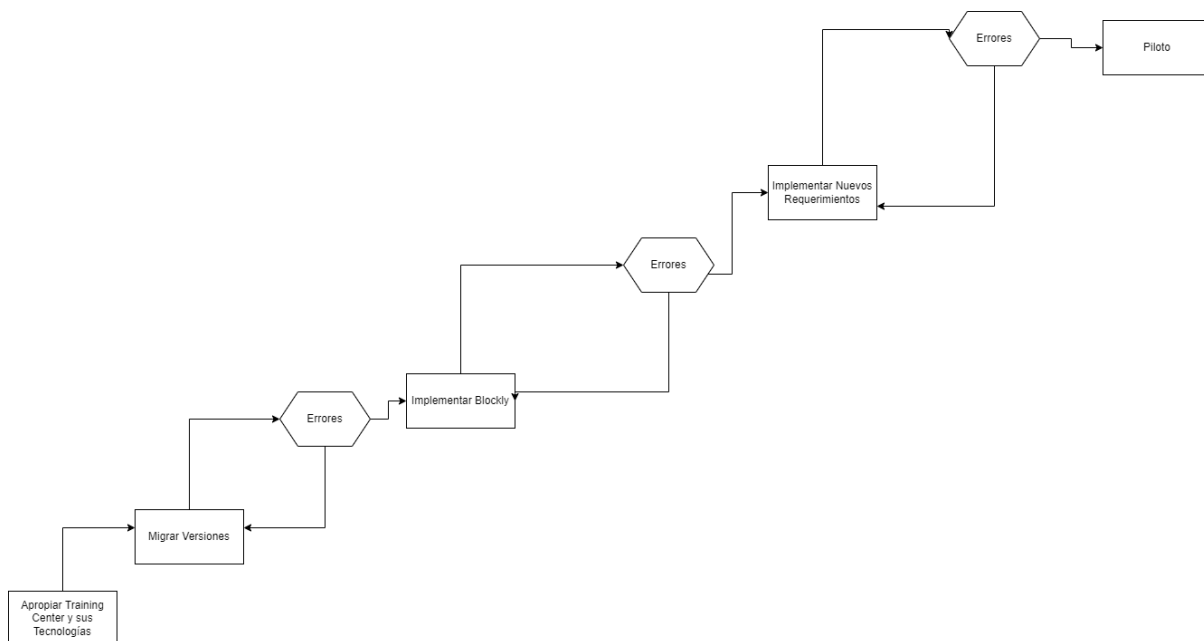 Errores
Piloto
Implementar Nuevos
Requerimientos
Errores
Implementar Blockly
Errores
Migrar Versiones
Apropiar Training
Center y sus
Tecnologías